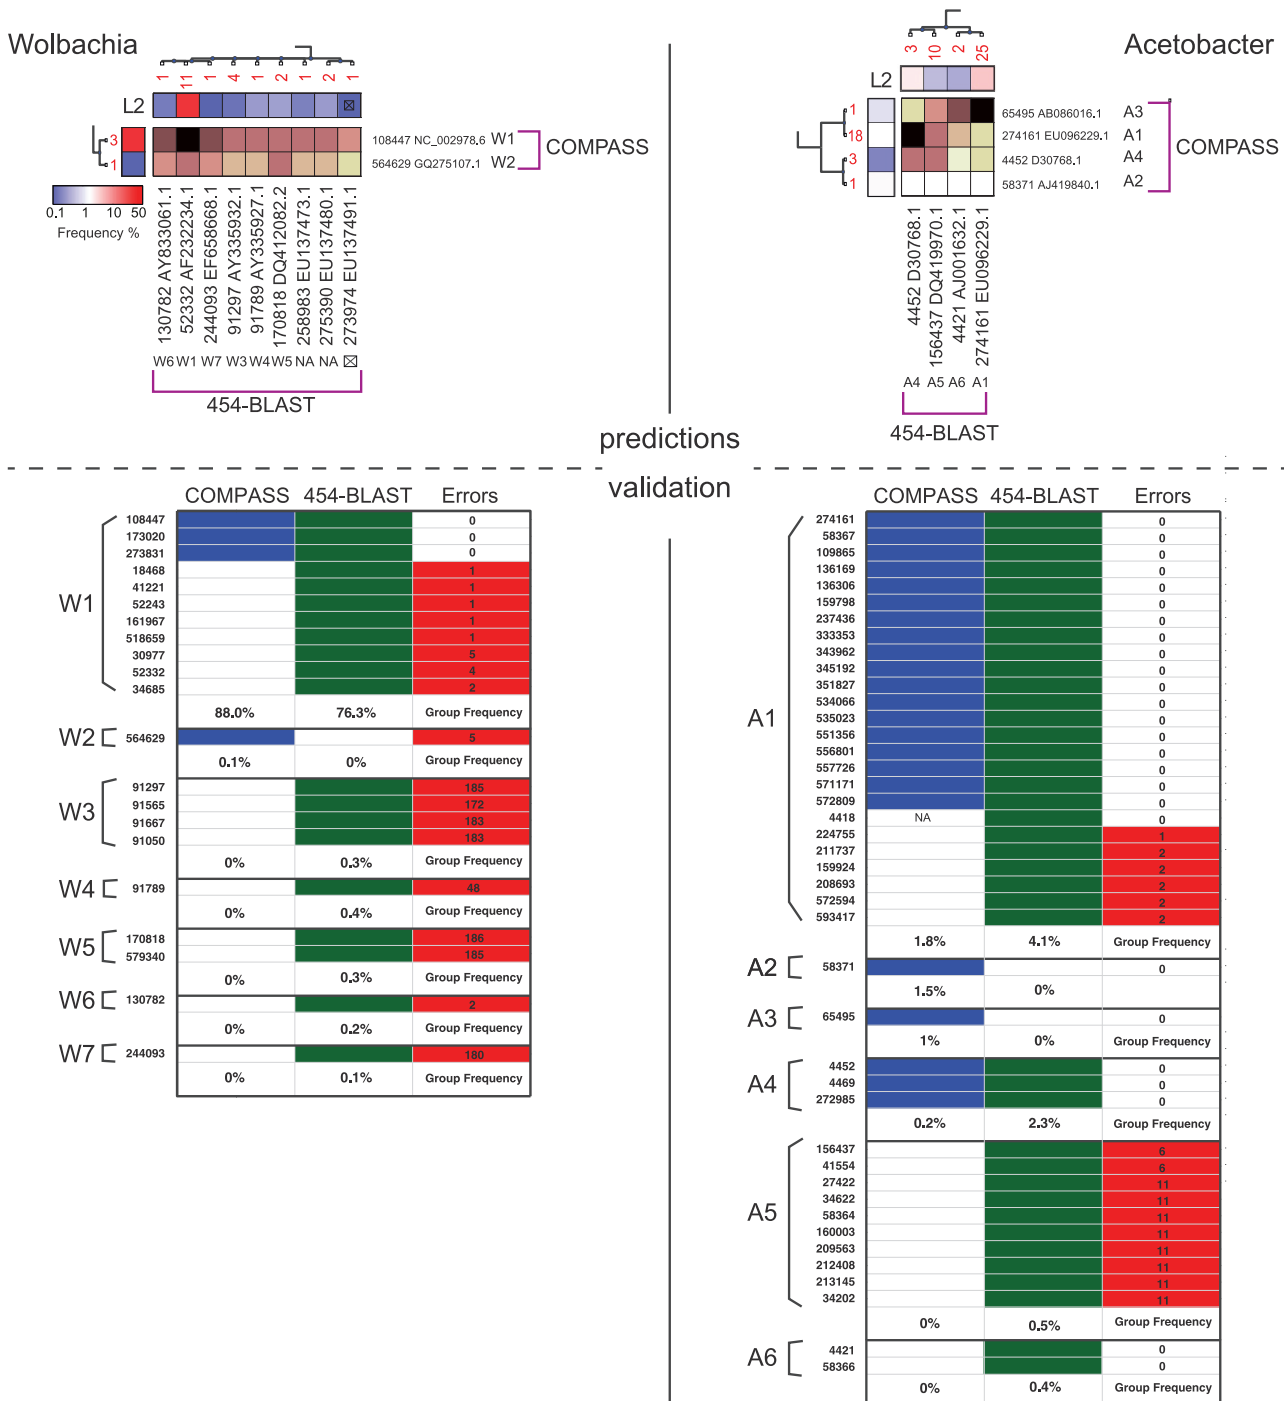 Wolbachia
1 11 1 4 1 2 1 2 1
L2
3
1
108447 NC_002978.6 W1
564629 GQ275107.1 W2
COMPASS
0.1 1 10 50
Frequency %
130782 AY833061.1
52332 AF232234.1
244093 EF658668.1
91297 AY335932.1
91789 AY335927.1
170818 DQ412082.2
258983 EU137473.1
275390 EU137480.1
273974 EU137491.1
W6 W1 W7 W3 W4 W5 NA NA
454-BLAST
Acetobacter
3 10 2 25
L2
1
18
3
1
65495 AB086016.1 A3
274161 EU096229.1 A1
4452 D30768.1 A4
58371 AJ419840.1 A2
COMPASS
4452 D30768.1
156437 DQ419970.1
4421 AJ001632.1
274161 EU096229.1
A4 A5 A6 A1
454-BLAST
predictions
validation
COMPASS 454-BLAST Errors
W1
108447 0
173020 0
273831 0
18468 1
41221 1
52243 1
161967 1
518659 1
30977 5
52332 4
34685 2
88.0% 76.3% Group Frequency
W2
564629 5
0.1% 0% Group Frequency
W3
91297 185
91565 172
91667 183
91050 183
0% 0.3% Group Frequency
W4
91789 48
0% 0.4% Group Frequency
W5
170818 186
579340 185
0% 0.3% Group Frequency
W6
130782 2
0% 0.2% Group Frequency
W7
244093 180
0% 0.1% Group Frequency
COMPASS 454-BLAST Errors
A1
274161 0
58367 0
109865 0
136169 0
136306 0
159798 0
237436 0
333353 0
343962 0
345192 0
351827 0
534066 0
535023 0
551356 0
556801 0
557726 0
571171 0
572809 0
4418 NA 0
224755 1
211737 2
159924 2
208693 2
572594 2
593417 2
1.8% 4.1% Group Frequency
A2
58371 0
1.5% 0%
A3
65495 0
1% 0% Group Frequency
A4
4452 0
4469 0
272985 0
0.2% 2.3% Group Frequency
A5
156437 6
41554 6
27422 11
34622 11
58364 11
160003 11
209563 11
212408 11
213145 11
34202 11
0% 0.5% Group Frequency
A6
4421 0
58366 0
0% 0.4% Group Frequency